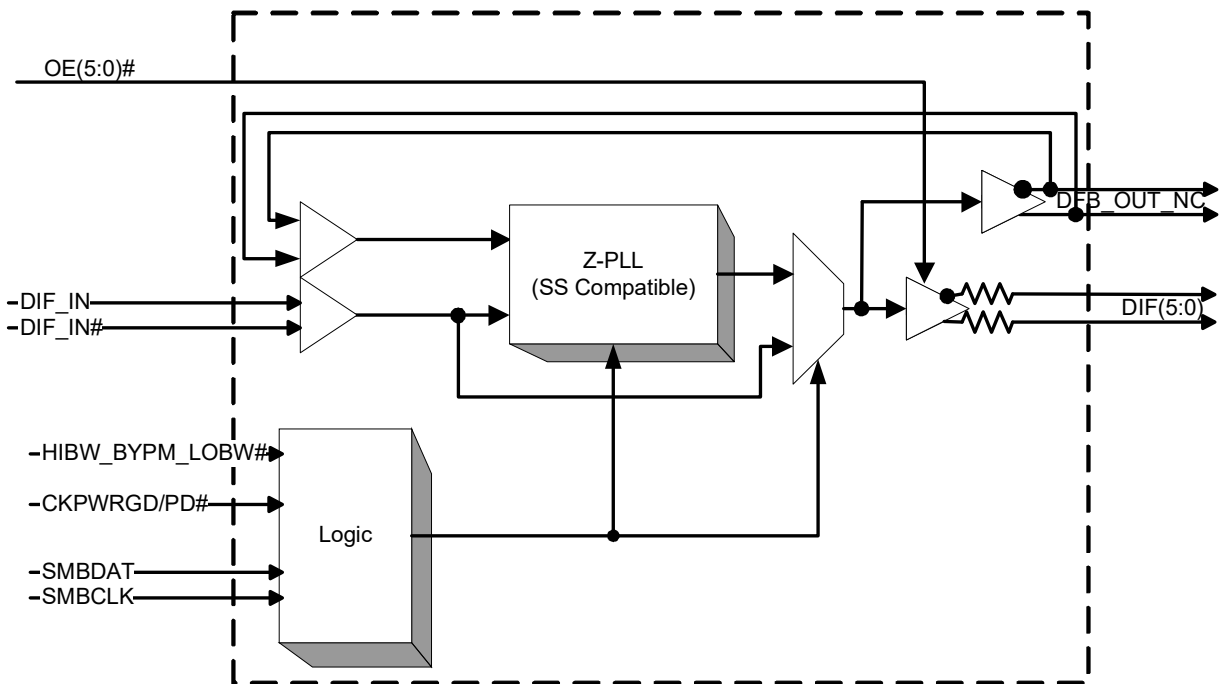 OE(5:0)#
DFB_OUT_NC
Z-PLL
(SS Compatible)
DIF_IN
DIF_IN#
DIF(5:0)
HIBW_BYPM_LOBW#
CKPWRGD/PD#
Logic
SMBDAT
SMBCLK